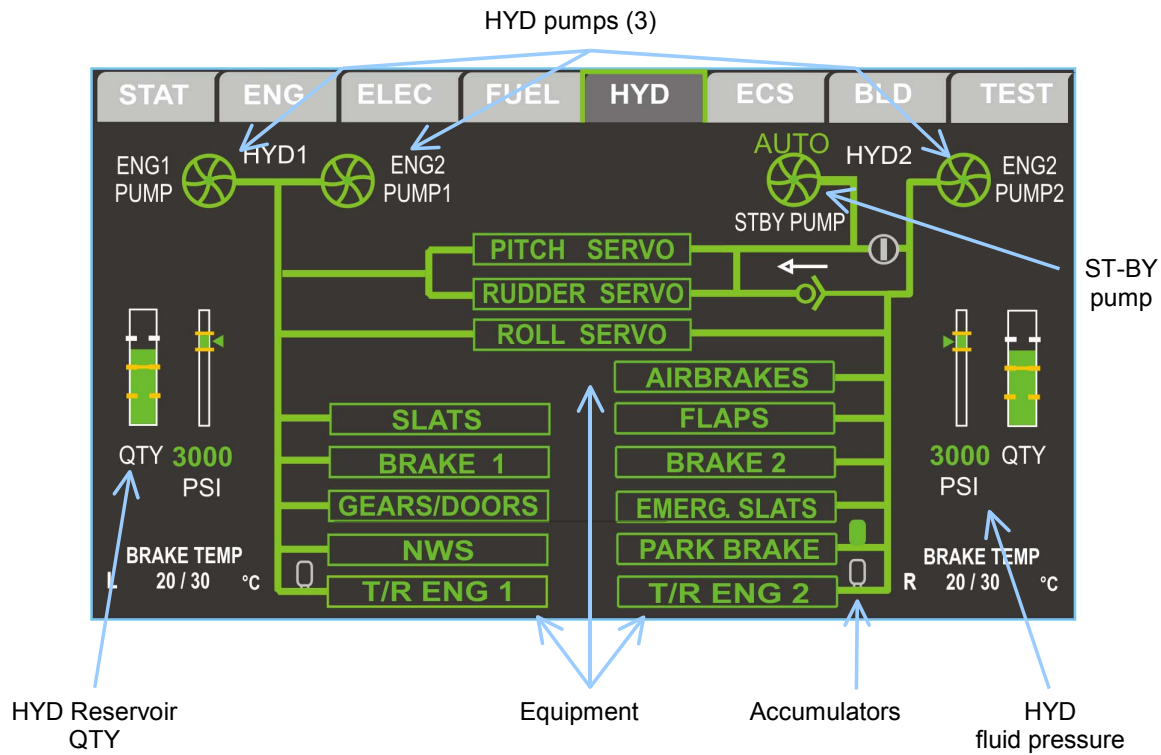 HYD pumps (3)
STAT ENG ELEC FUEL HYD ECS BLD TEST
ENG1
PUMP
HYD1
ENG2
PUMP1
AUTO
STBY PUMP
HYD2
ENG2
PUMP2
ST-BY
pump
PITCH SERVO
RUDDER SERVO
ROLL SERVO
AIRBRAKES
SLATS
FLAPS
BRAKE 1
BRAKE 2
GEARS/DOORS
EMERG. SLATS
NWS
PARK BRAKE
T/R ENG 1
T/R ENG 2
QTY 3000
PSI
3000 QTY
PSI
BRAKE TEMP
L 20 / 30 °C
BRAKE TEMP
R 20 / 30 °C
HYD Reservoir
QTY
Equipment
Accumulators
HYD
fluid pressure